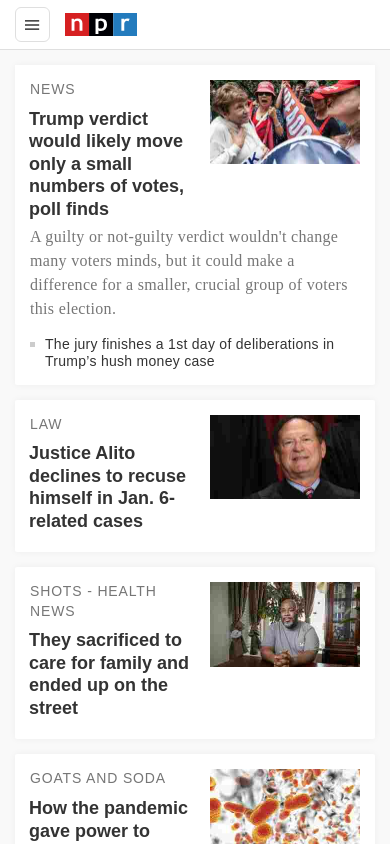 npr
NEWS
Trump verdict
would likely move
only a small
numbers of votes,
poll finds
A guilty or not-guilty verdict wouldn't change
many voters minds, but it could make a
difference for a smaller, crucial group of voters
this election.
The jury finishes a 1st day of deliberations in
Trump’s hush money case
LAW
Justice Alito
declines to recuse
himself in Jan. 6-
related cases
SHOTS - HEALTH
NEWS
They sacrificed to
care for family and
ended up on the
street
GOATS AND SODA
How the pandemic
gave power to